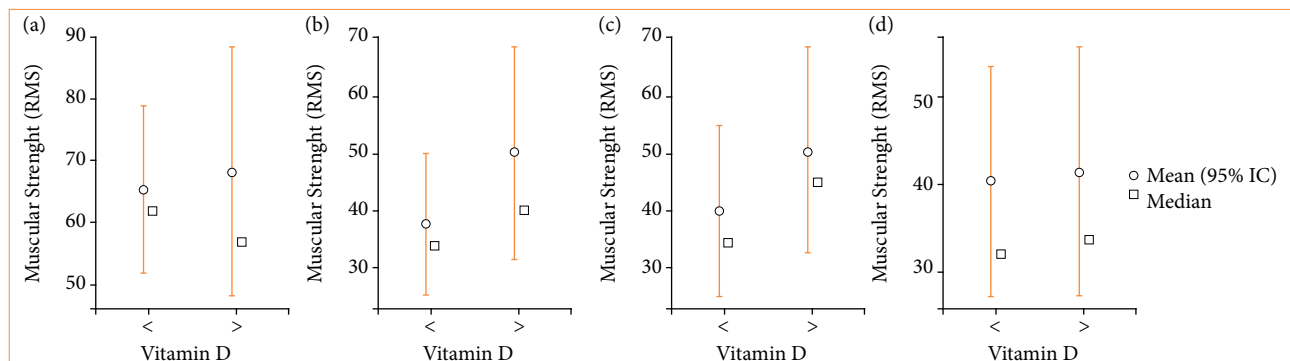 (a)
Muscular Strenght (RMS)
90
80
70
60
50
<
>
Vitamin D
(b)
Muscular Strenght (RMS)
70
60
50
40
30
<
>
Vitamin D
(c)
Muscular Strenght (RMS)
70
60
50
40
30
<
>
Vitamin D
(d)
Muscular Strenght (RMS)
50
40
30
<
>
Vitamin D
Mean (95% IC)
Median